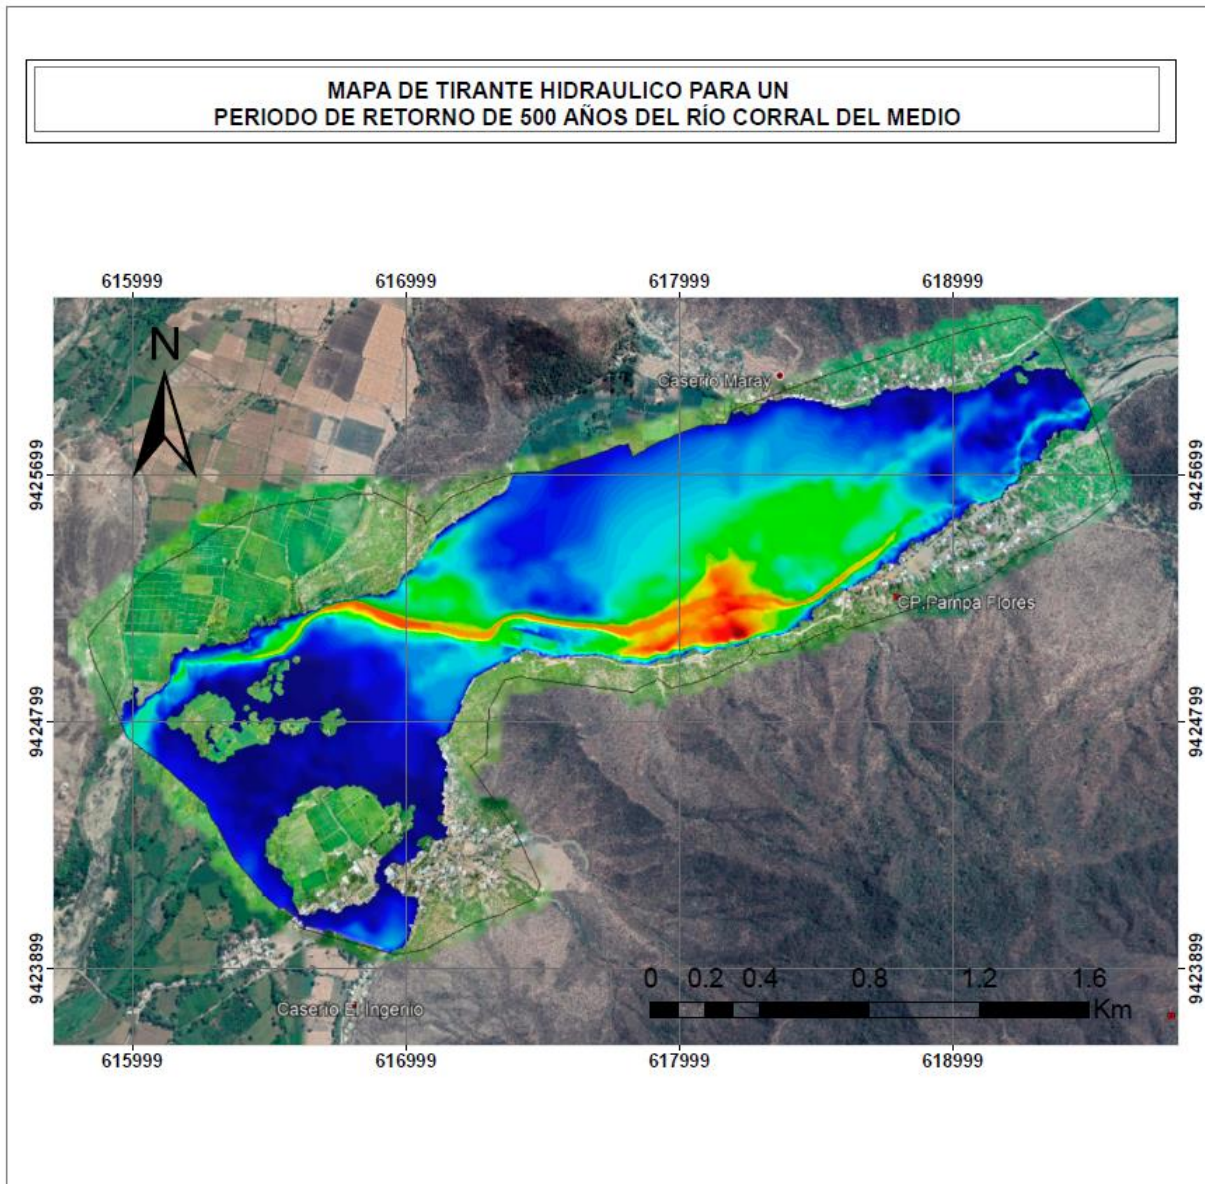 MAPA DE TIRANTE HIDRAULICO PARA UN
PERIODO DE RETORNO DE 500 AÑOS DEL RÍO CORRAL DEL MEDIO
615999 616999 617999 618999
N
Caserio Maray
9425699 9425699
CP.Pampa Flores
9424799 9424799
9423899 9423899
0 0.2 0.4 0.8 1.2 1.6
Km
Caserio El Ingenio
615999 616999 617999 618999